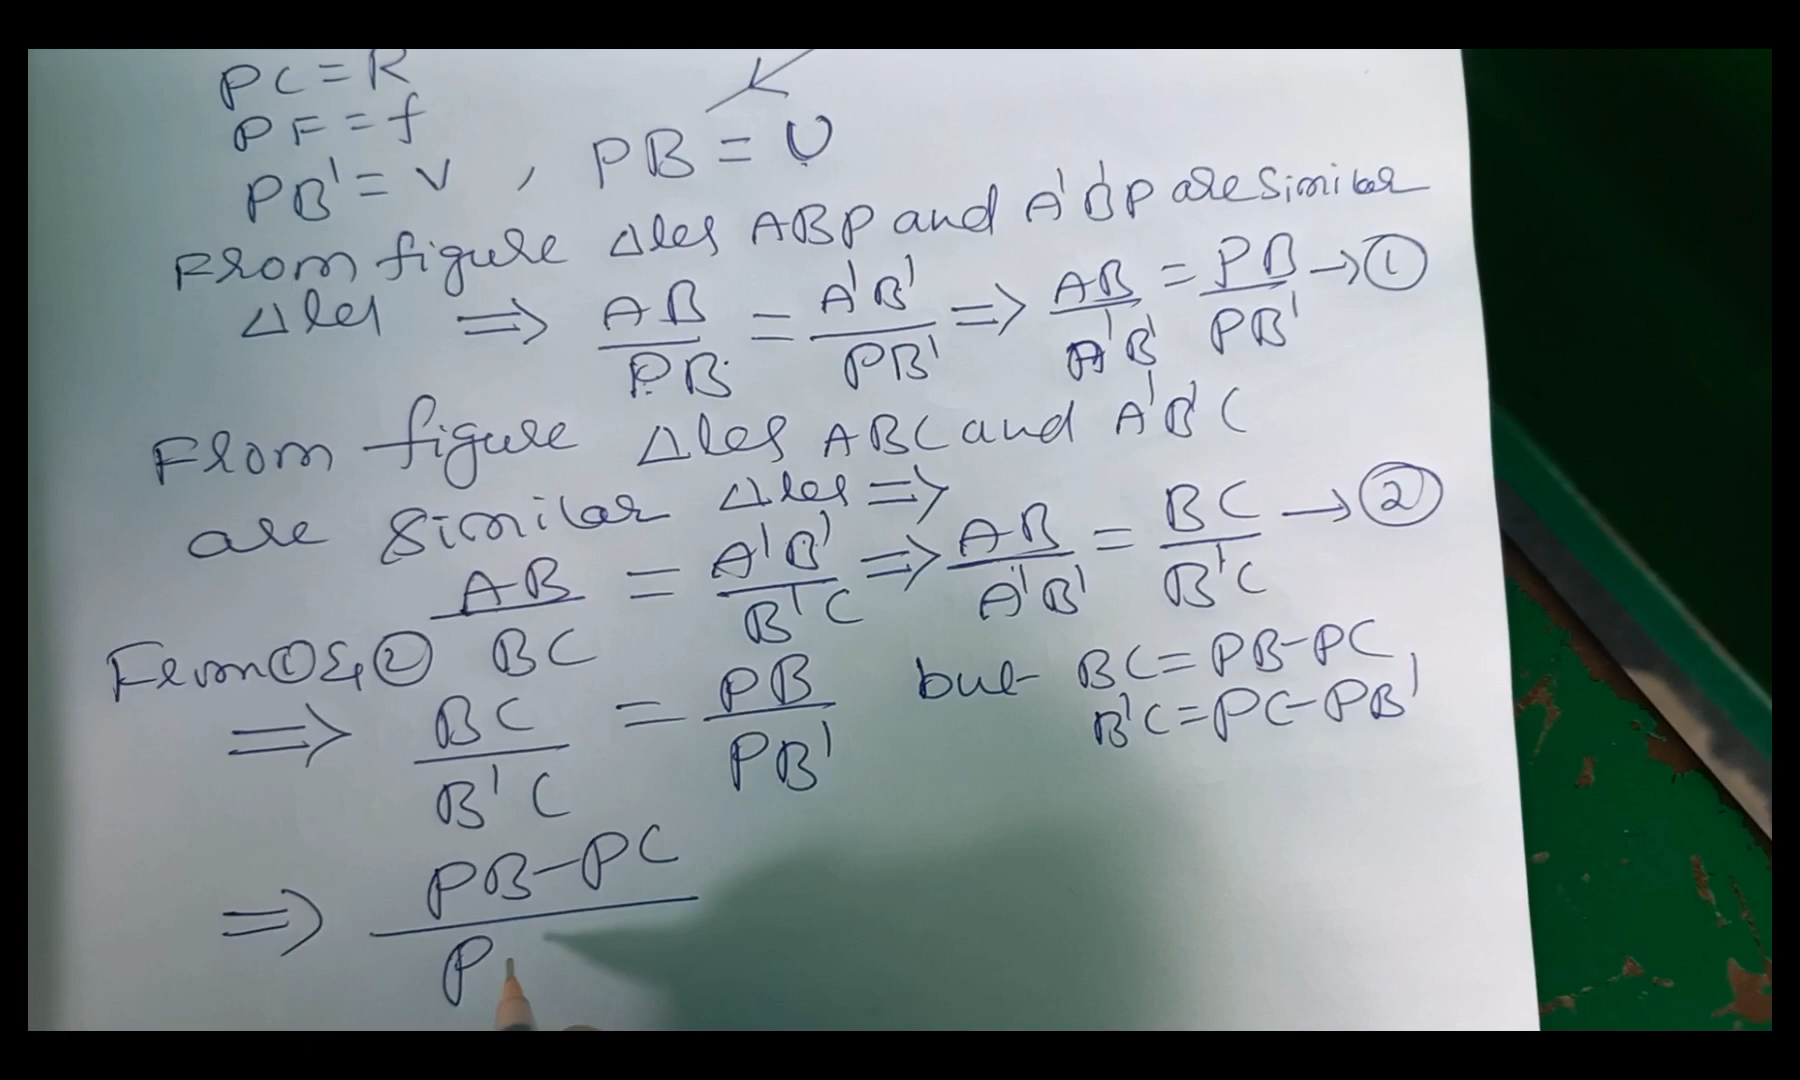 PC = R
PF = f
PB' = v , PB = U
From figure Δles ABP and A'B'P are similar
Δles ⇒ AB/PB = A'B'/PB' ⇒ AB/A'B' = PB/PB' → ①
From figure Δles ABC and A'B'C
are similar Δles ⇒
AB/BC = A'B'/B'C ⇒ AB/A'B' = BC/B'C → ②
From ① & ②
⇒ BC/B'C = PB/PB' but BC = PB-PC,
B'C = PC-PB'
⇒ PB-PC/P